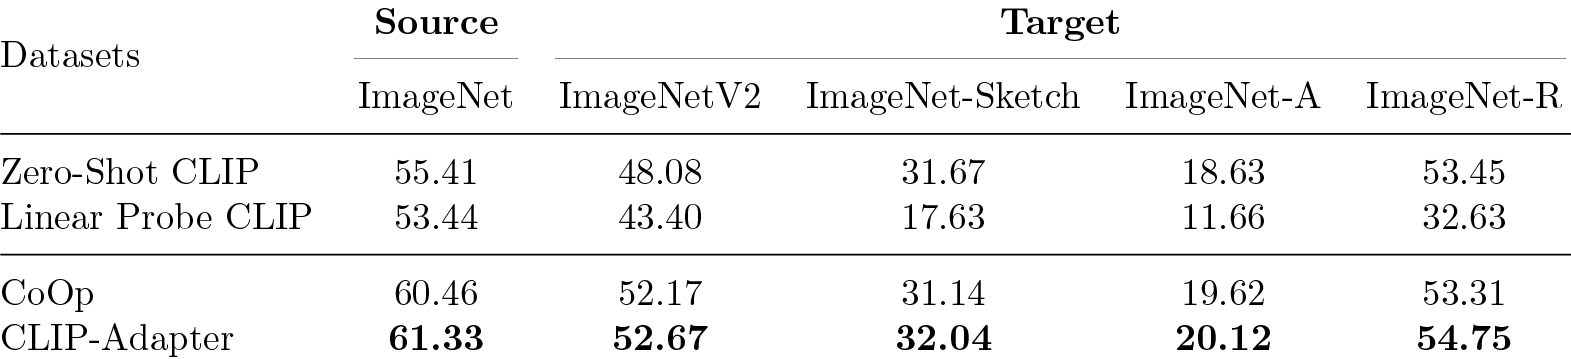 Datasets Source Target
ImageNet ImageNetV2 ImageNet-Sketch ImageNet-A ImageNet-R
Zero-Shot CLIP 55.41 48.08 31.67 18.63 53.45
Linear Probe CLIP 53.44 43.40 17.63 11.66 32.63
CoOp 60.46 52.17 31.14 19.62 53.31
CLIP-Adapter 61.33 52.67 32.04 20.12 54.75